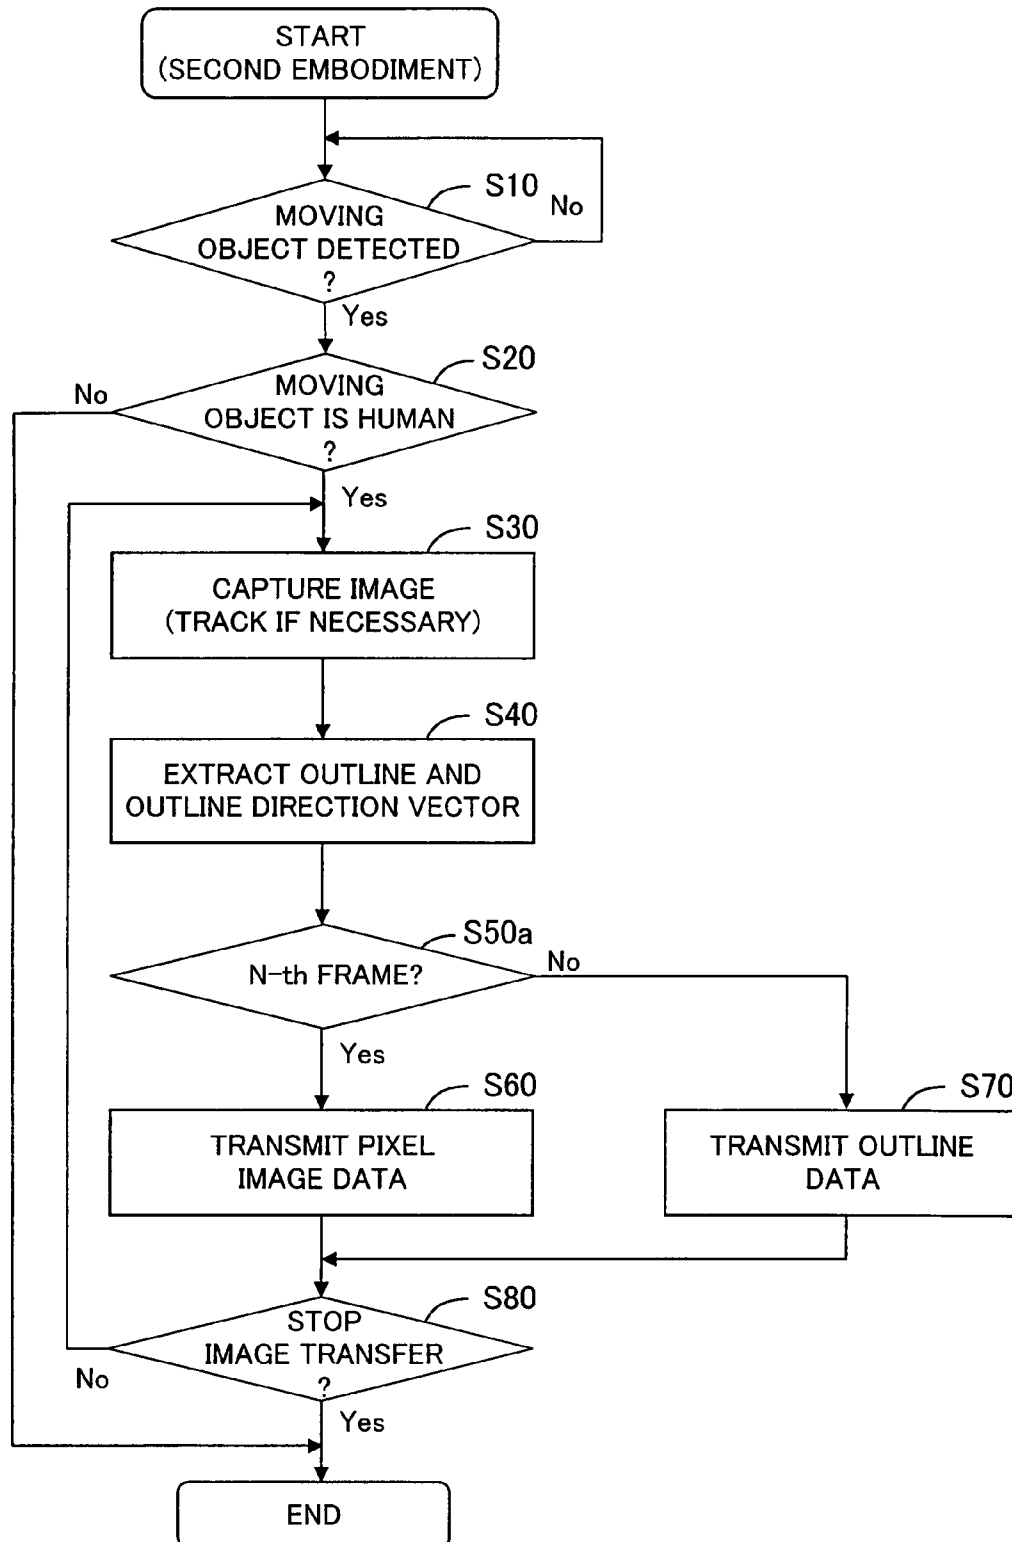 START
(SECOND EMBODIMENT)
S10
No
MOVING
OBJECT DETECTED
?
Yes
S20
No
MOVING
OBJECT IS HUMAN
?
Yes
S30
CAPTURE IMAGE
(TRACK IF NECESSARY)
S40
EXTRACT OUTLINE AND
OUTLINE DIRECTION VECTOR
S50a
N-th FRAME?
No
Yes
S60
S70
TRANSMIT PIXEL
IMAGE DATA
TRANSMIT OUTLINE
DATA
S80
STOP
IMAGE TRANSFER
?
No
Yes
END